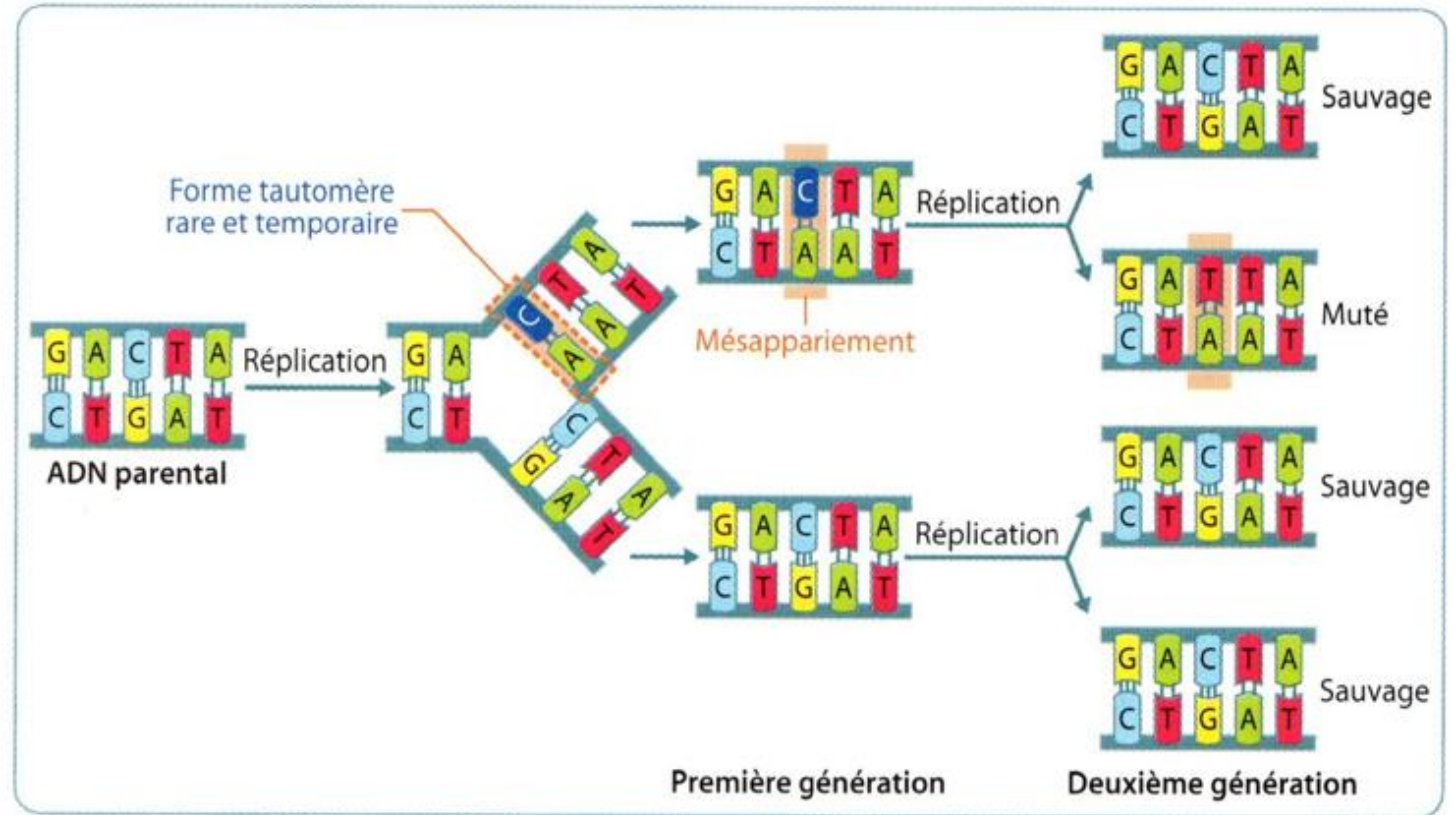 G A C T A
C T G A T
Sauvage
Forme tautomère
rare et temporaire
G A C T A
C T A A T
Réplication
Mésappariement
G A T T A
C T A A T
Muté
G A C T A
C T G A T
ADN parental
Réplication
G A
C T
C T A
A A T
C T A
G A T
G A C T A
C T G A T
Réplication
G A C T A
C T G A T
Sauvage
G A C T A
C T G A T
Sauvage
Première génération
Deuxième génération